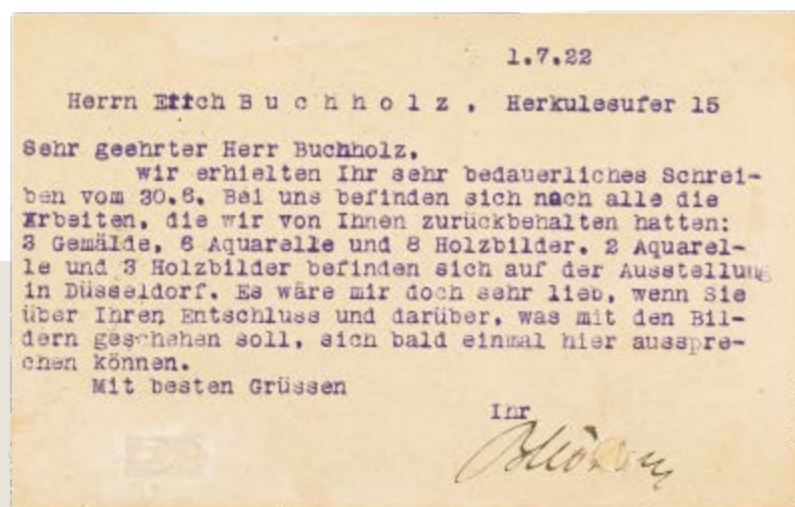 1.7.22
Herrn Erich B u c h h o l z , Herkulesufer 15
Sehr geehrter Herr Buchholz,
wir erhielten Ihr sehr bedauerliches Schrei-
ben vom 30.6. Bei uns befinden sich noch alle die
Arbeiten, die wir von Ihnen zurückbehalten hatten:
3 Gemälde, 6 Aquarelle und 8 Holzbilder. 2 Aquarel-
le und 3 Holzbilder befinden sich auf der Ausstellung
in Düsseldorf. Es wäre mir doch sehr lieb, wenn Sie
über Ihren Entschluss und darüber, was mit den Bil-
dern geschehen soll, sich bald einmal hier ausspre-
chen können.
Mit besten Grüssen
Ihr